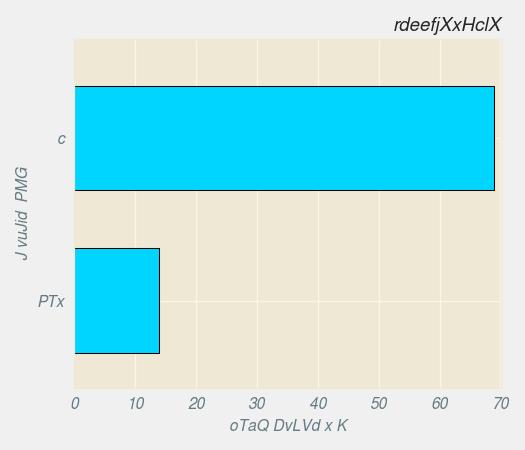 rdeefjXxHclX
c
PTx
J vuJid  PMG
0 10 20 30 40 50 60 70
oTaQ DvLVd x K